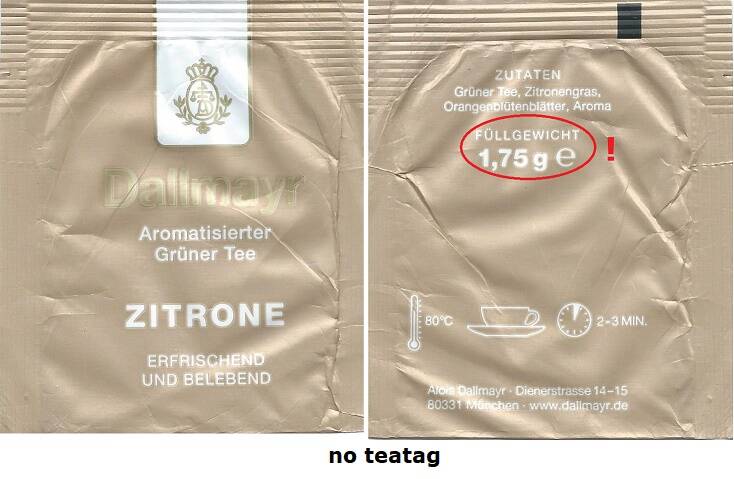 Dallmayr
Aromatisierter
Grüner Tee
ZITRONE
ERFRISCHEND
UND BELEBEND
ZUTATEN
Grüner Tee, Zitronengras,
Orangenblütenblätter, Aroma
FÜLLGEWICHT
1,75 g ℮
!
80°C
2-3 MIN.
Alois Dallmayr · Dienerstrasse 14-15
80331 München · www.dallmayr.de
no teatag